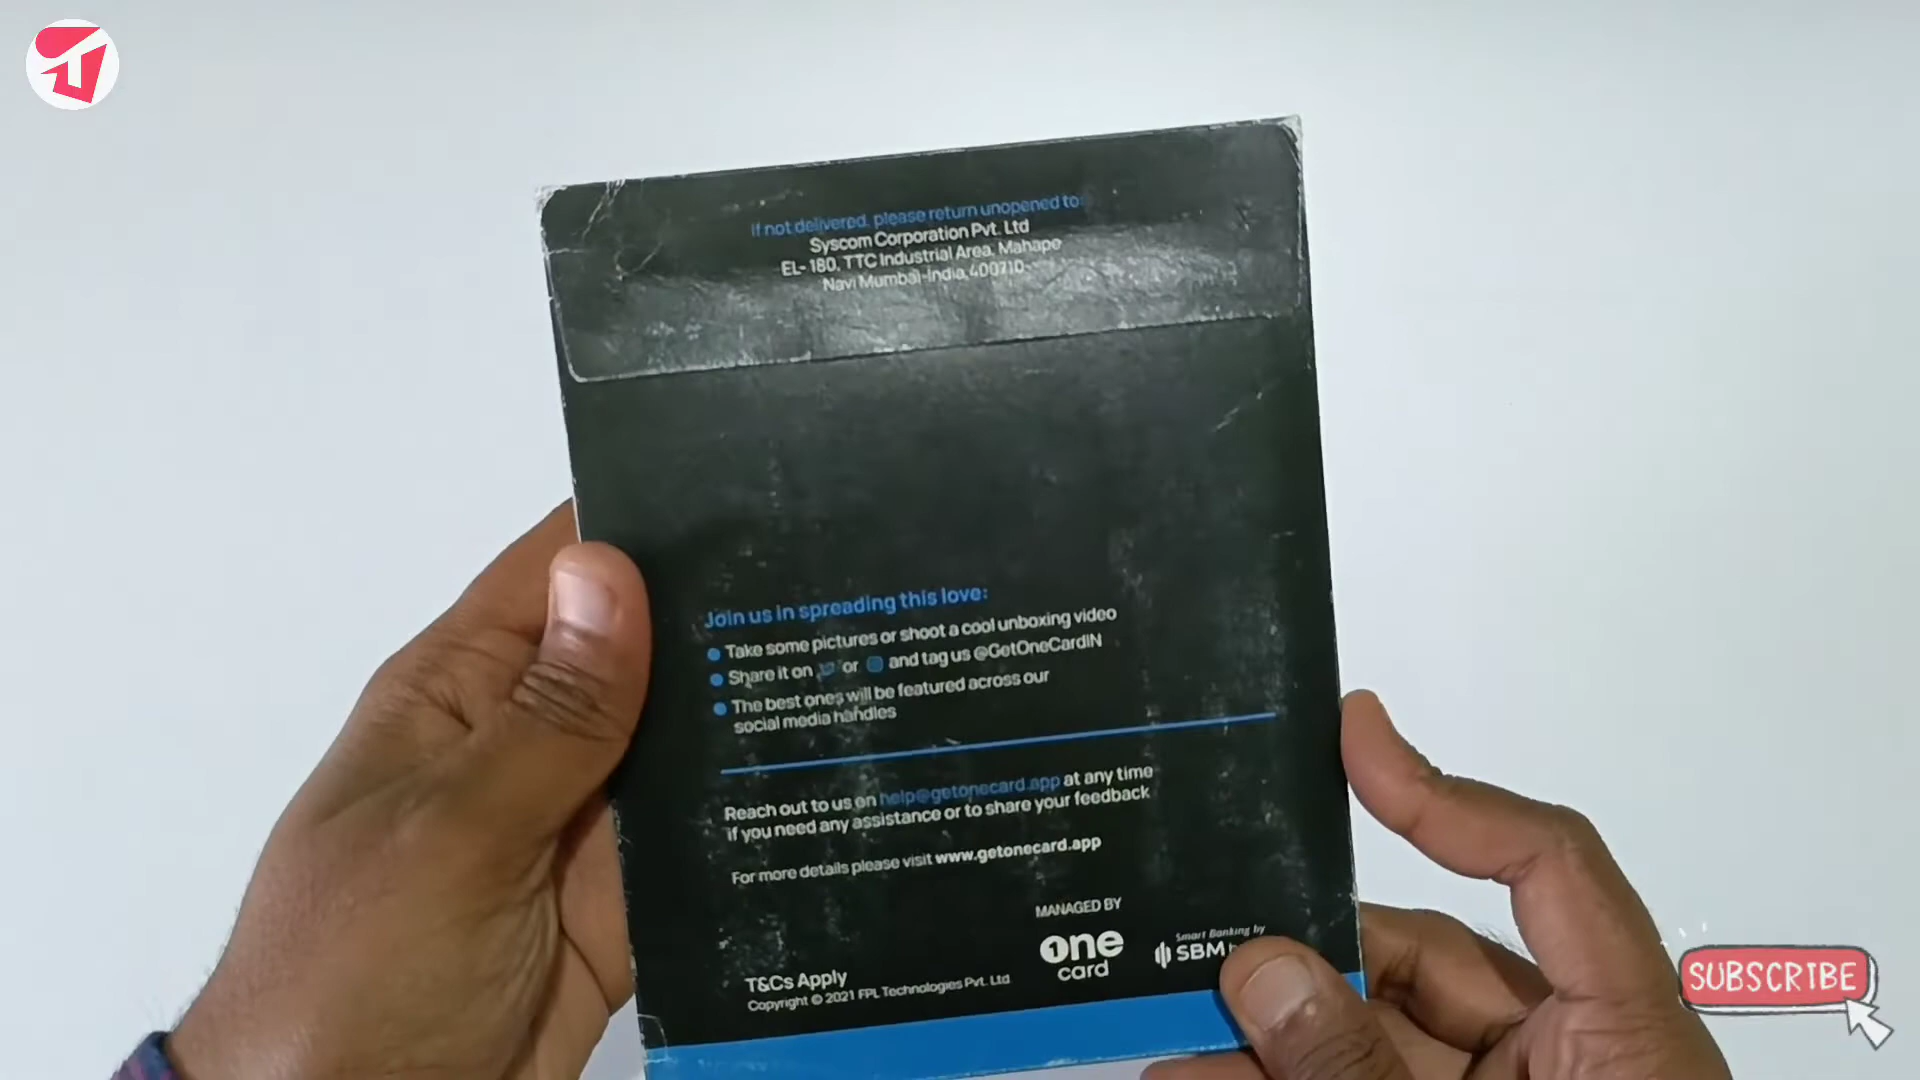 If not delivered, please return unopened to:
Syscom Corporation Pvt. Ltd
EL- 180, TTC Industrial Area, Mahape
Navi Mumbai-India, 400710
Join us in spreading this love:
Take some pictures or shoot a cool unboxing video
Share it on or and tag us @GetOneCardIN
The best ones will be featured across our
social media handles
Reach out to us on help@getonecard.app at any time
if you need any assistance or to share your feedback
For more details please visit www.getonecard.app
MANAGED BY
one
card
Smart Banking by
SBM
T&Cs Apply
Copyright © 2021 FPL Technologies Pvt. Ltd
SUBSCRIBE